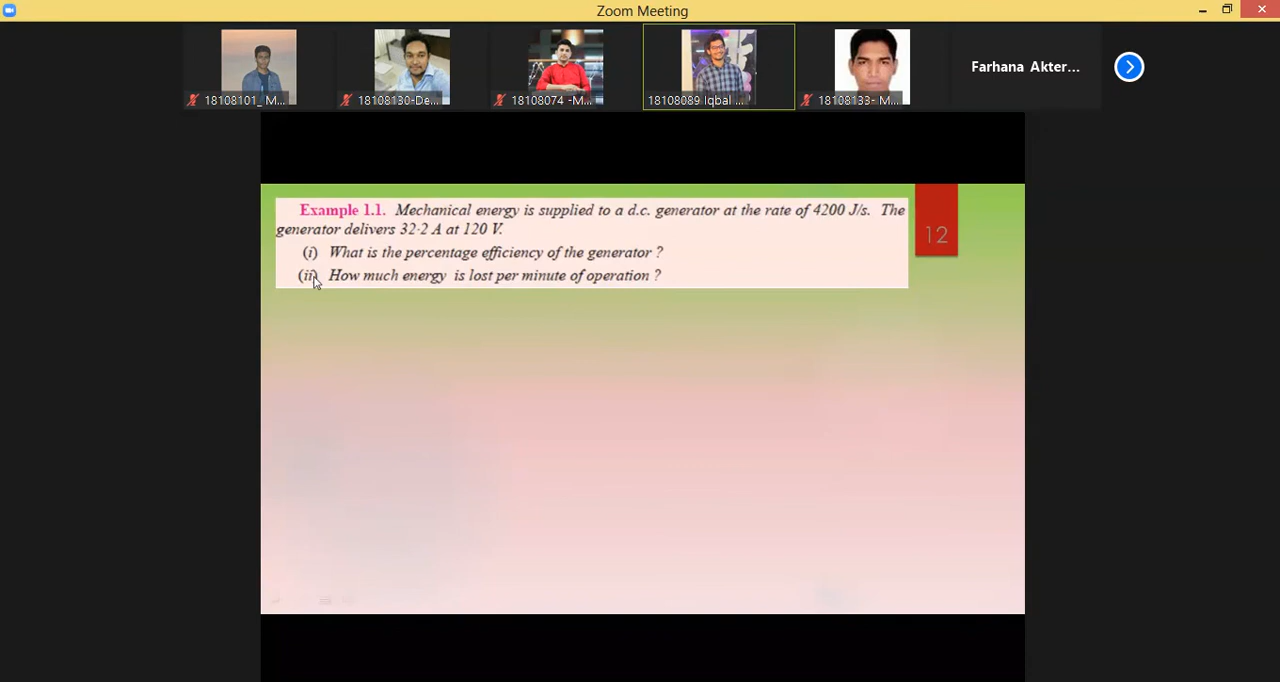 Zoom Meeting
18108101_ M...
18108130-De...
18108074 -M...
18108089 Iqbal ...
18108133- M...
Farhana Akter...
Example 1.1. Mechanical energy is supplied to a d.c. generator at the rate of 4200 J/s. The
generator delivers 32·2 A at 120 V.
(i) What is the percentage efficiency of the generator ?
(ii) How much energy is lost per minute of operation ?
12